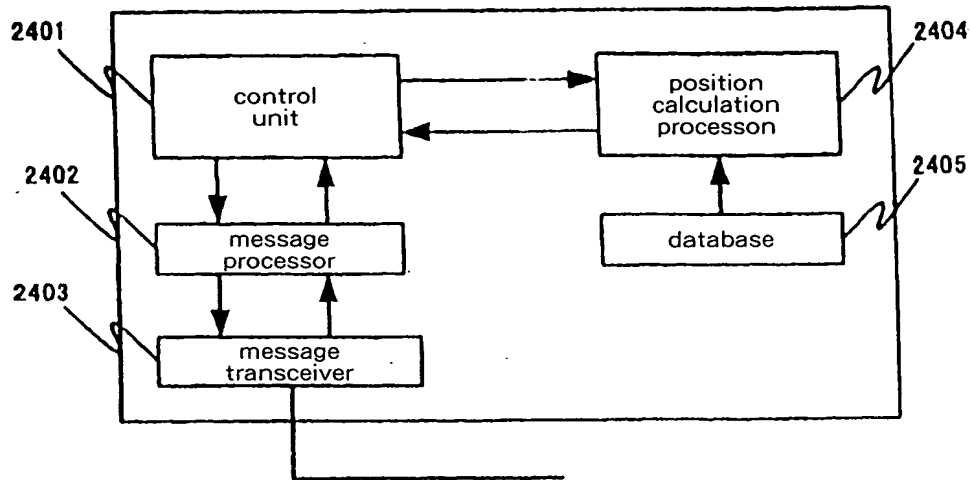 2401
control
unit
2404
position
calculation
processon
2402
message
processor
2405
database
2403
message
transceiver